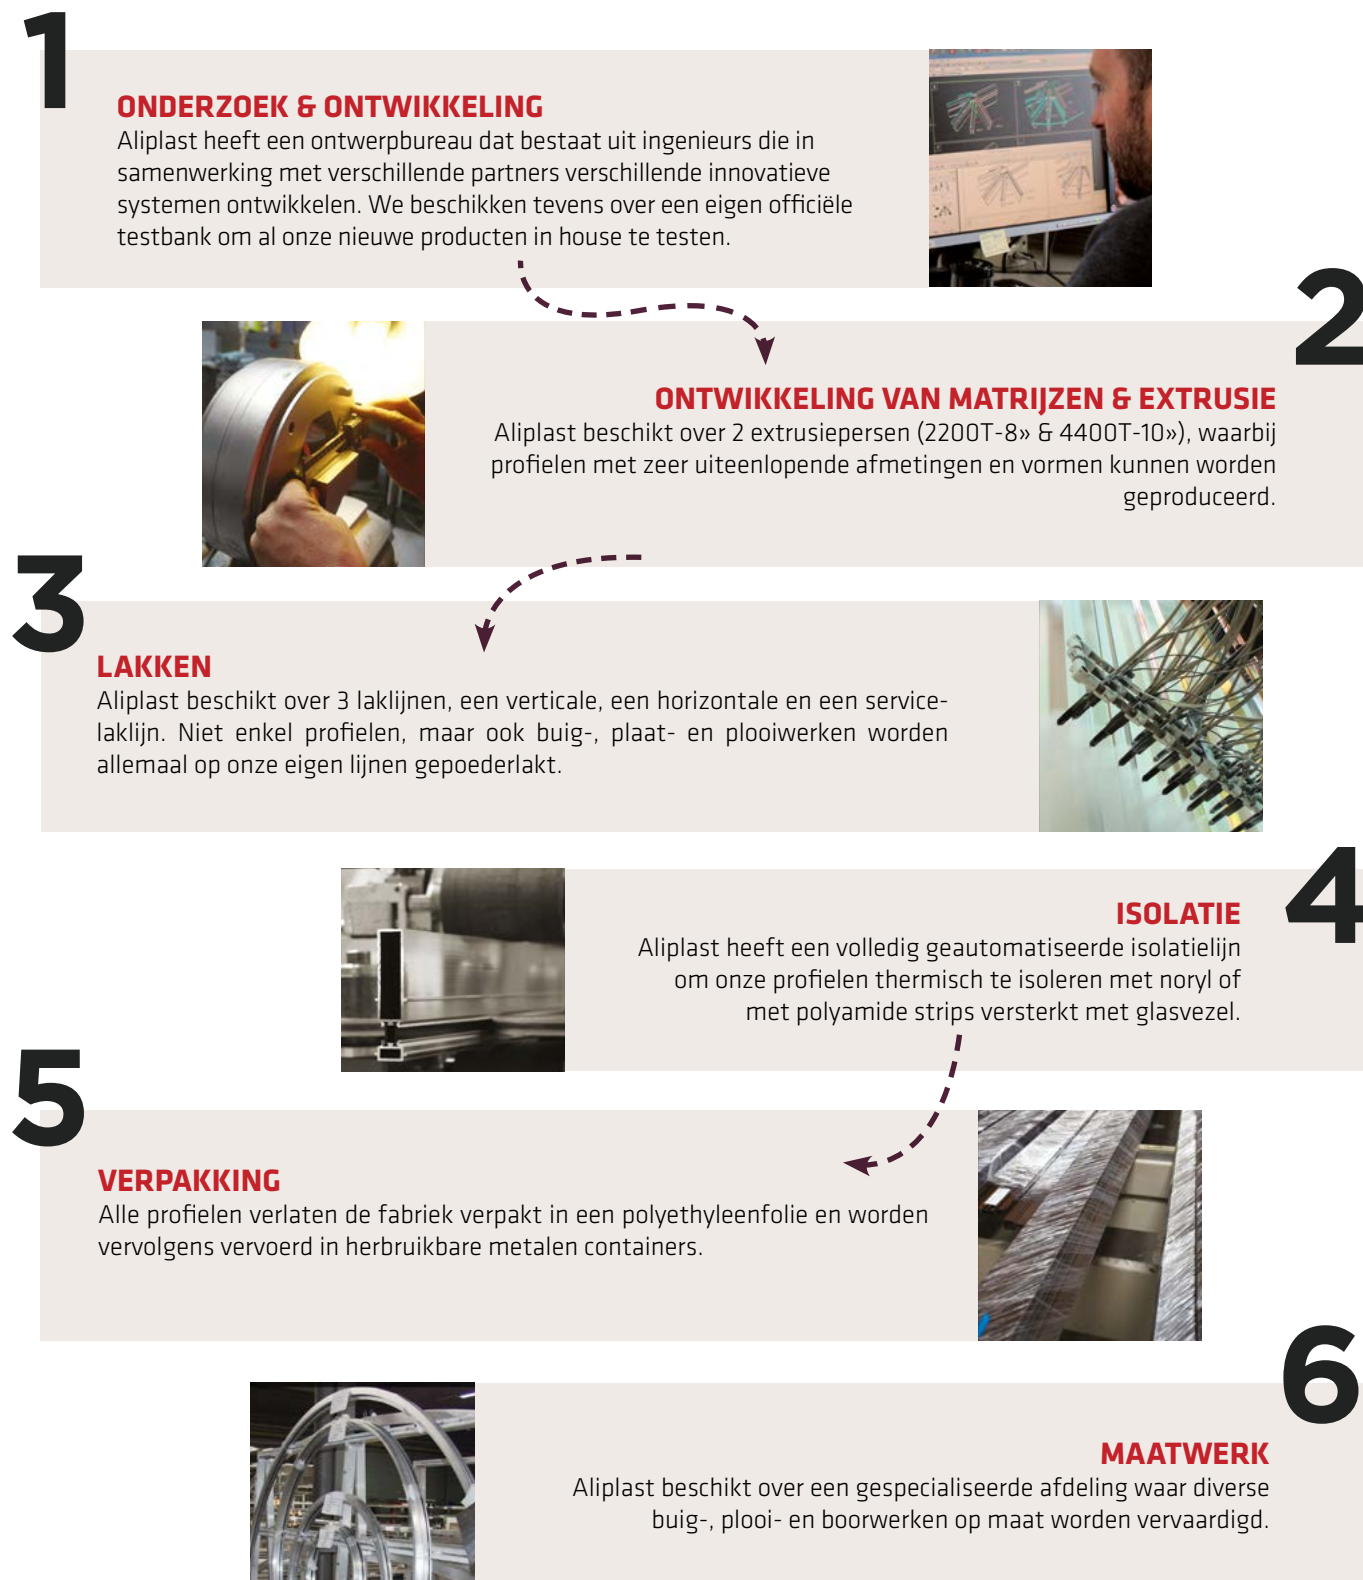 1
ONDERZOEK & ONTWIKKELING
Aliplast heeft een ontwerpbureau dat bestaat uit ingenieurs die in
samenwerking met verschillende partners verschillende innovatieve
systemen ontwikkelen. We beschikken tevens over een eigen officiële
testbank om al onze nieuwe producten in house te testen.
2
ONTWIKKELING VAN MATRIJZEN & EXTRUSIE
Aliplast beschikt over 2 extrusiepersen (2200T-8» & 4400T-10»), waarbij
profielen met zeer uiteenlopende afmetingen en vormen kunnen worden
geproduceerd.
3
LAKKEN
Aliplast beschikt over 3 laklijnen, een verticale, een horizontale en een service-
laklijn. Niet enkel profielen, maar ook buig-, plaat- en plooiwerken worden
allemaal op onze eigen lijnen gepoederlakt.
4
ISOLATIE
Aliplast heeft een volledig geautomatiseerde isolatielijn
om onze profielen thermisch te isoleren met noryl of
met polyamide strips versterkt met glasvezel.
5
VERPAKKING
Alle profielen verlaten de fabriek verpakt in een polyethyleenfolie en worden
vervolgens vervoerd in herbruikbare metalen containers.
6
MAATWERK
Aliplast beschikt over een gespecialiseerde afdeling waar diverse
buig-, plooi- en boorwerken op maat worden vervaardigd.